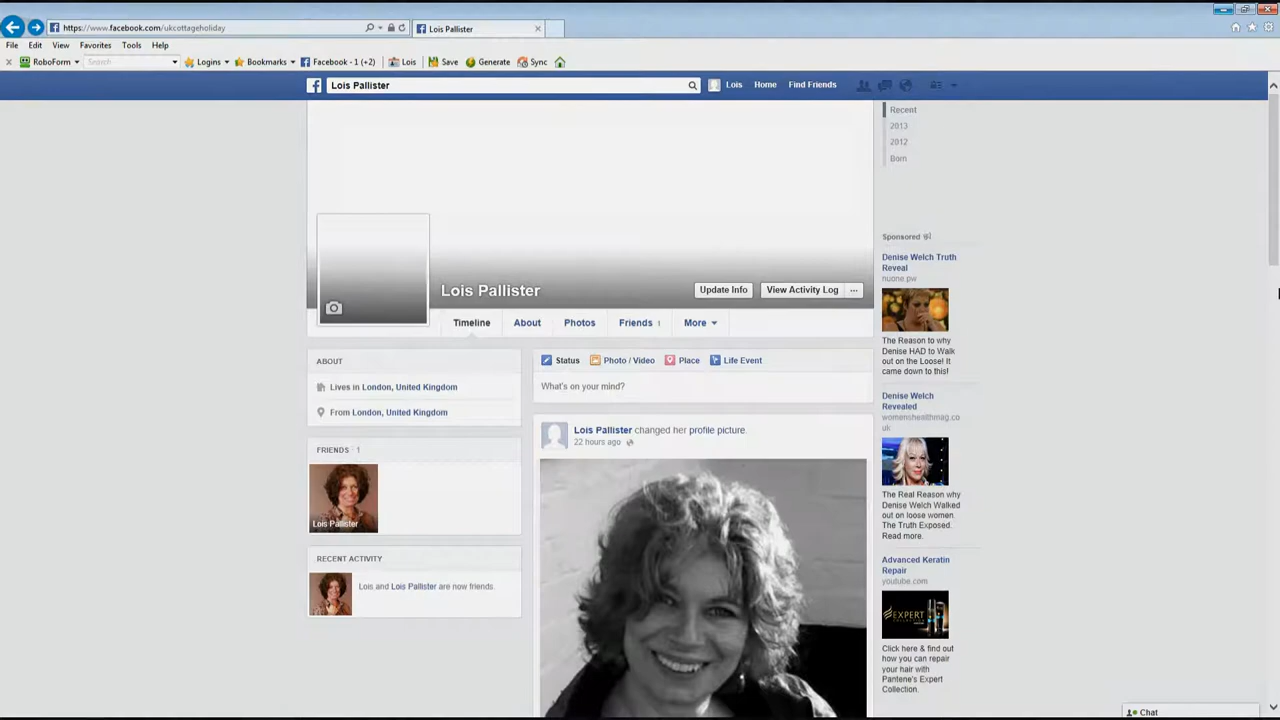 https://www.facebook.com/ukcottageholiday
Lois Pallister
File Edit View Favorites Tools Help
RoboForm Search Logins Bookmarks Facebook - 1 (+2) Lois Save Generate Sync
Lois Pallister
Lois Home Find Friends
Recent
2013
2012
Born
Lois Pallister
Update Info View Activity Log ...
Timeline About Photos Friends 1 More
ABOUT
Lives in London, United Kingdom
From London, United Kingdom
FRIENDS · 1
Lois Pallister
RECENT ACTIVITY
Lois and Lois Pallister are now friends.
Status Photo / Video Place Life Event
What's on your mind?
Lois Pallister changed her profile picture.
22 hours ago
Sponsored
Denise Welch Truth
Reveal
huone.pw
The Reason to why
Denise HAD to Walk
out on the Loose! It
came down to this!
Denise Welch
Revealed
womenshealthmag.co
uk
The Real Reason why
Denise Welch Walked
out on loose women.
The Truth Exposed.
Read more.
Advanced Keratin
Repair
youtube.com
EXPERT
COLLECTION
Click here & find out
how you can repair
your hair with
Pantene's Expert
Collection.
Chat